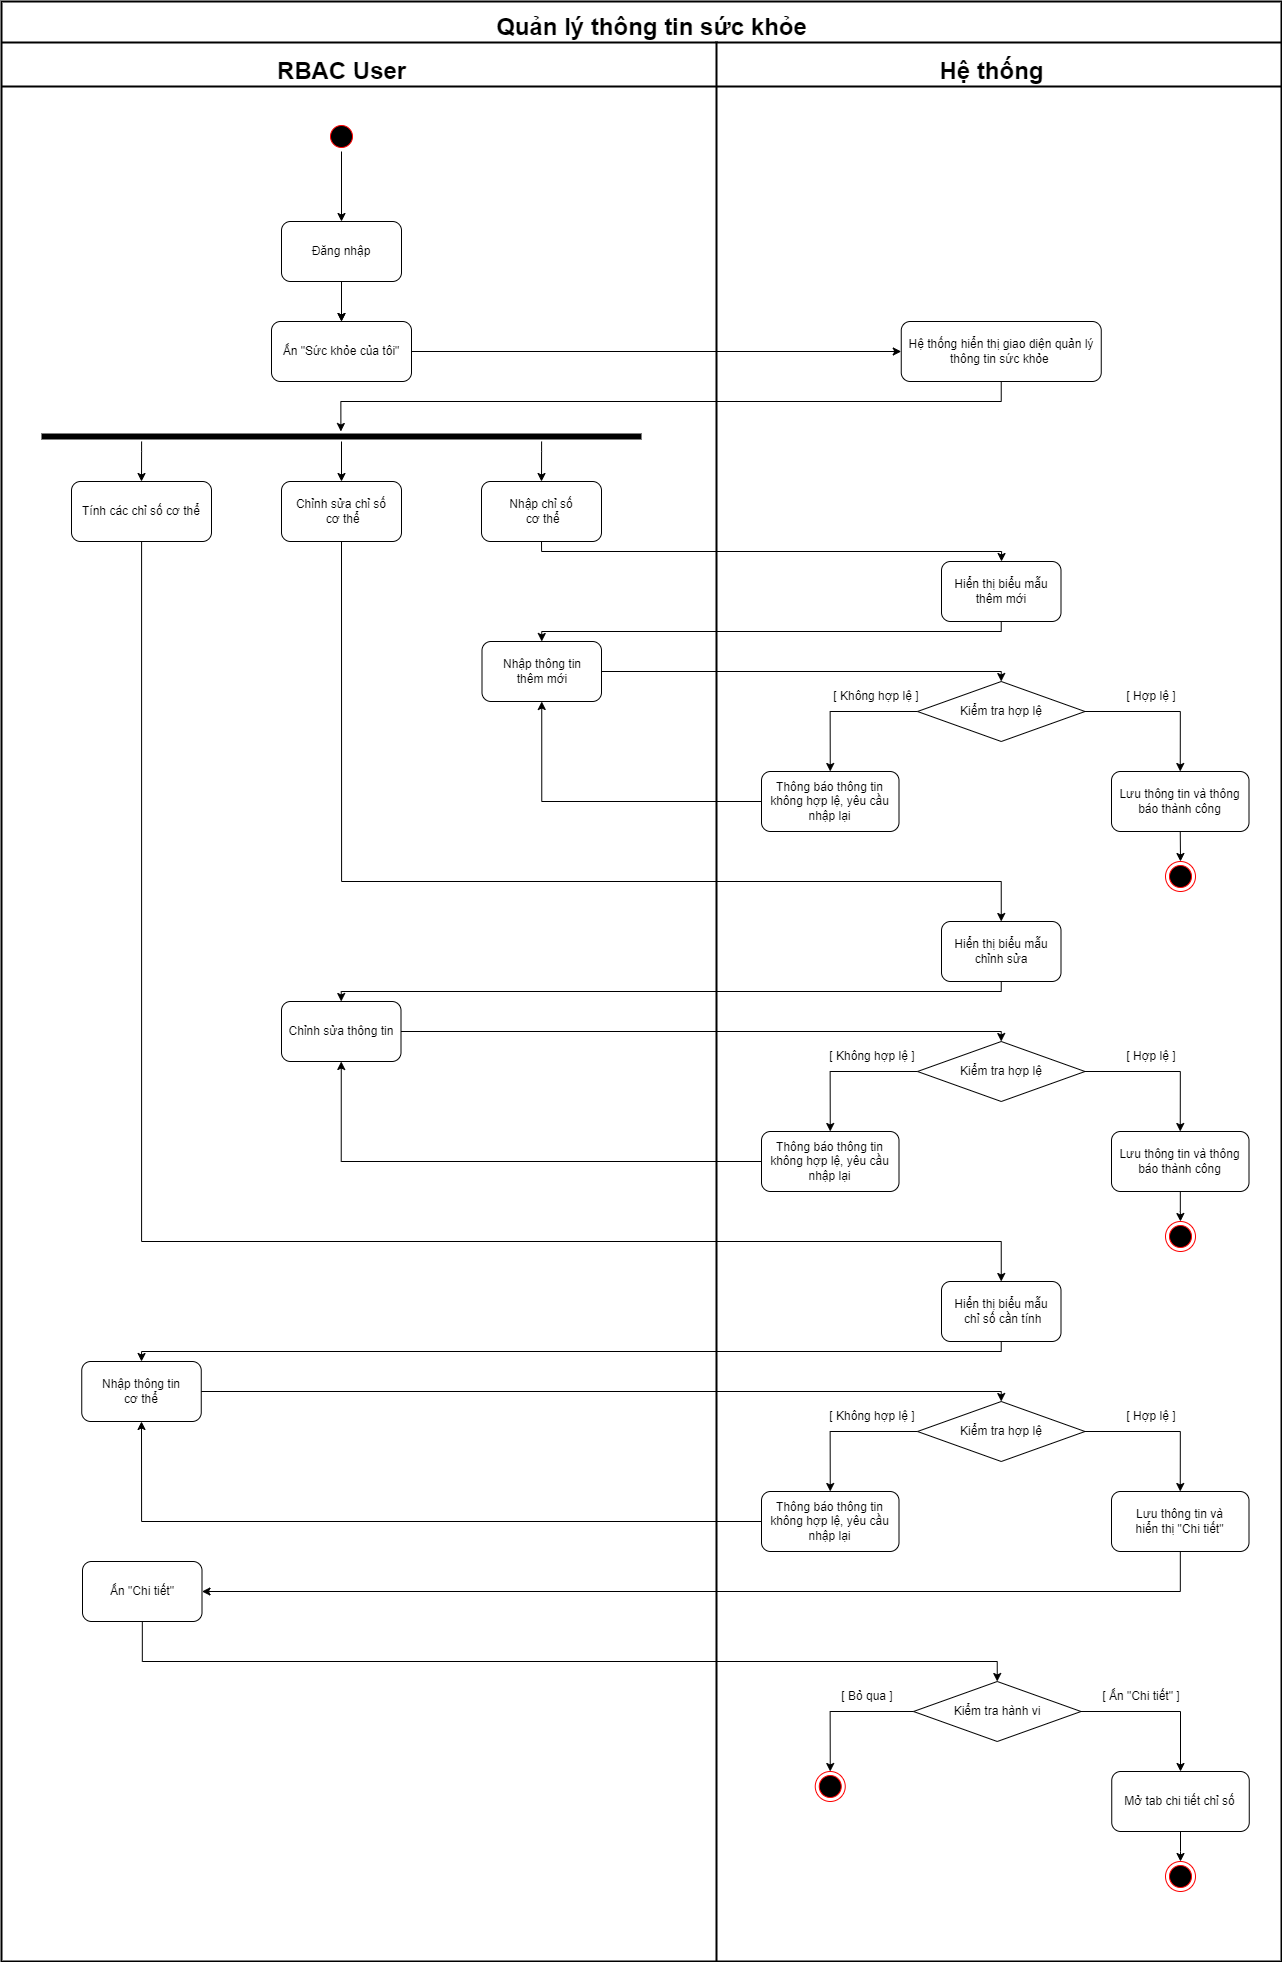 Quản lý thông tin sức khỏe
RBAC User
Hệ thống
Đăng nhập
Ấn "Sức khỏe của tôi"
Hệ thống hiển thị giao diện quản lý
thông tin sức khỏe
Tính các chỉ số cơ thể
Chỉnh sửa chỉ số
cơ thể
Nhập chỉ số
cơ thể
Hiển thị biểu mẫu
thêm mới
Nhập thông tin
thêm mới
[ Không hợp lệ ]
Kiểm tra hợp lệ
[ Hợp lệ ]
Thông báo thông tin
không hợp lệ, yêu cầu
nhập lại
Lưu thông tin và thông
báo thành công
Hiển thị biểu mẫu
chỉnh sửa
Chỉnh sửa thông tin
[ Không hợp lệ ]
Kiểm tra hợp lệ
[ Hợp lệ ]
Thông báo thông tin
không hợp lệ, yêu cầu
nhập lại
Lưu thông tin và thông
báo thành công
Hiển thị biểu mẫu
chỉ số cần tính
Nhập thông tin
cơ thể
[ Không hợp lệ ]
Kiểm tra hợp lệ
[ Hợp lệ ]
Thông báo thông tin
không hợp lệ, yêu cầu
nhập lại
Lưu thông tin và
hiển thị "Chi tiết"
Ấn "Chi tiết"
[ Bỏ qua ]
Kiểm tra hành vi
[ Ấn "Chi tiết" ]
Mở tab chi tiết chỉ số